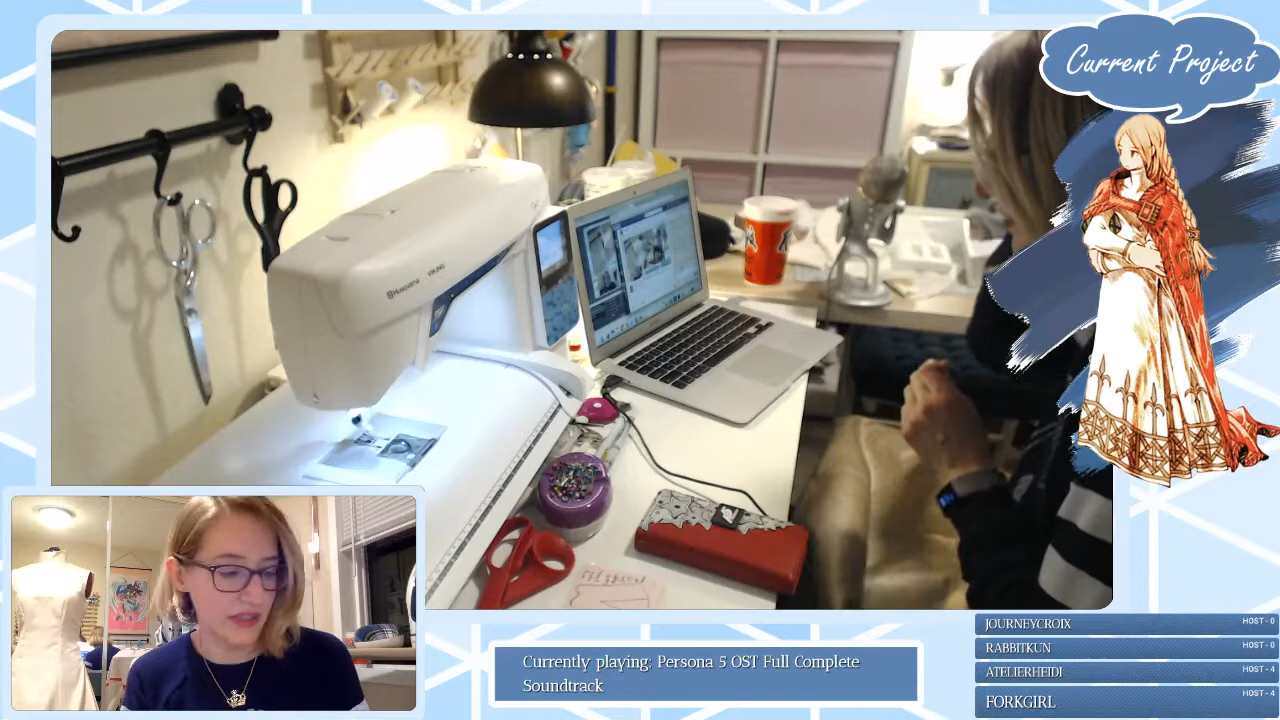 Current Project
Husqvarna VIKING
JOURNEYCROIX HOST - 0
RABBITKUN HOST - 0
ATELIERHEIDI HOST - 4
FORKGIRL HOST - 4
Currently playing: Persona 5 OST Full Complete
Soundtrack